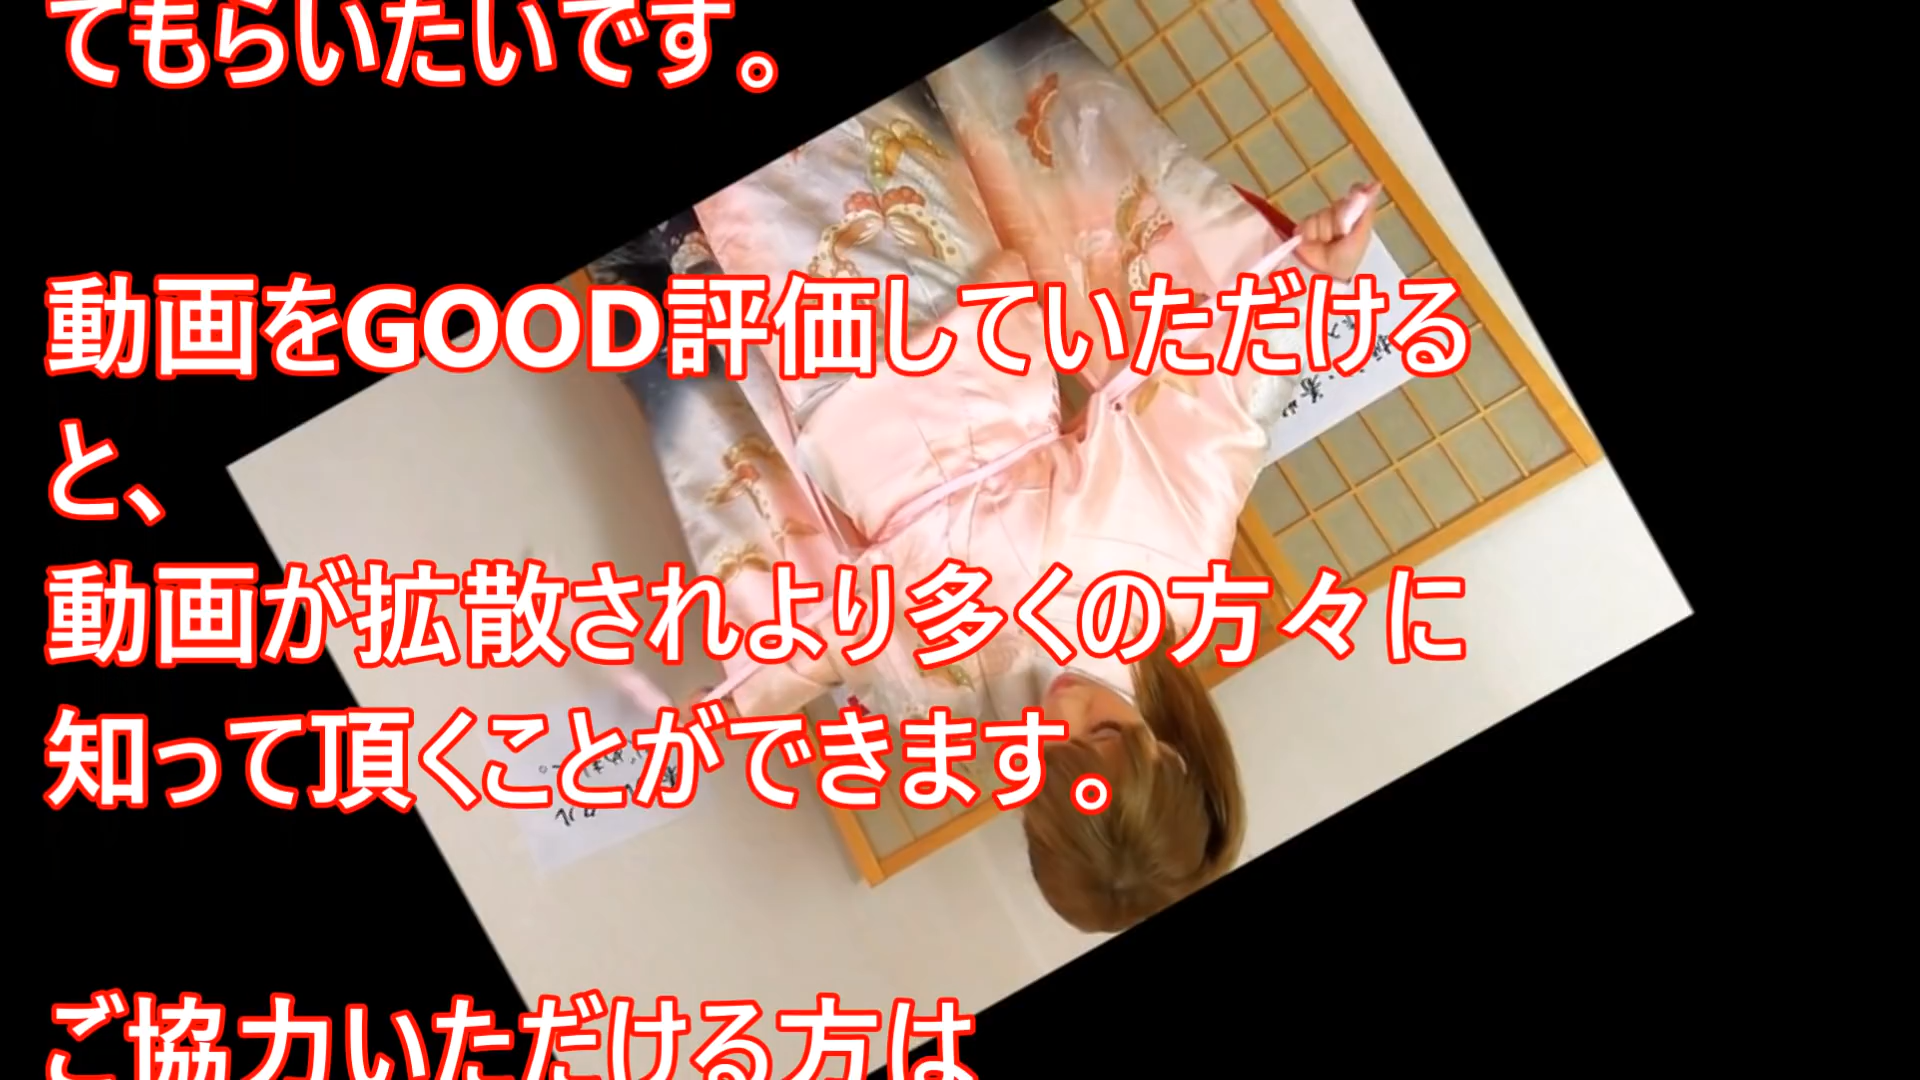 てもらいたいです。
動画をGOOD評価していただける
と、
動画が拡散されより多くの方々に
知って頂くことができます。
ご協力いただける方は